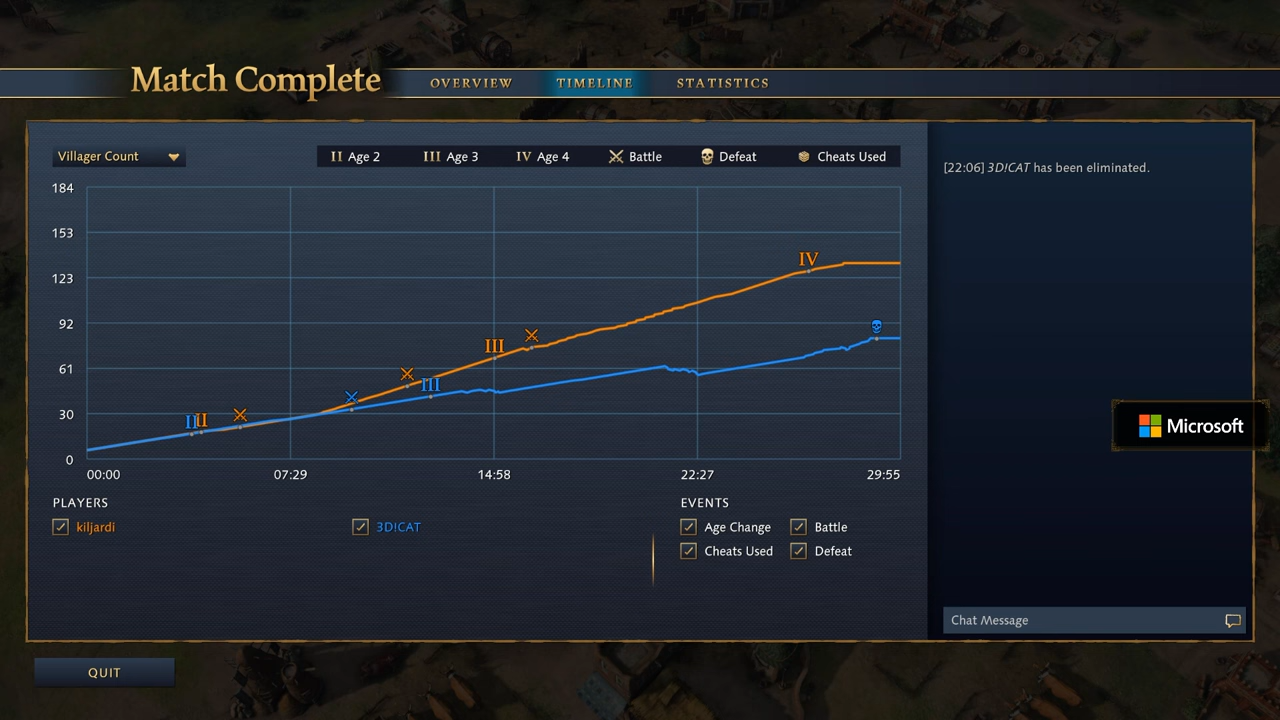 Match Complete
OVERVIEW
TIMELINE
STATISTICS
Villager Count
II Age 2
III Age 3
IV Age 4
Battle
Defeat
Cheats Used
[22:06] 3D!CAT has been eliminated.
184
153
123
92
61
30
0
IV
III
III
II
II
00:00
07:29
14:58
22:27
29:55
Microsoft
PLAYERS
kiljardi
3D!CAT
EVENTS
Age Change
Battle
Cheats Used
Defeat
Chat Message
QUIT